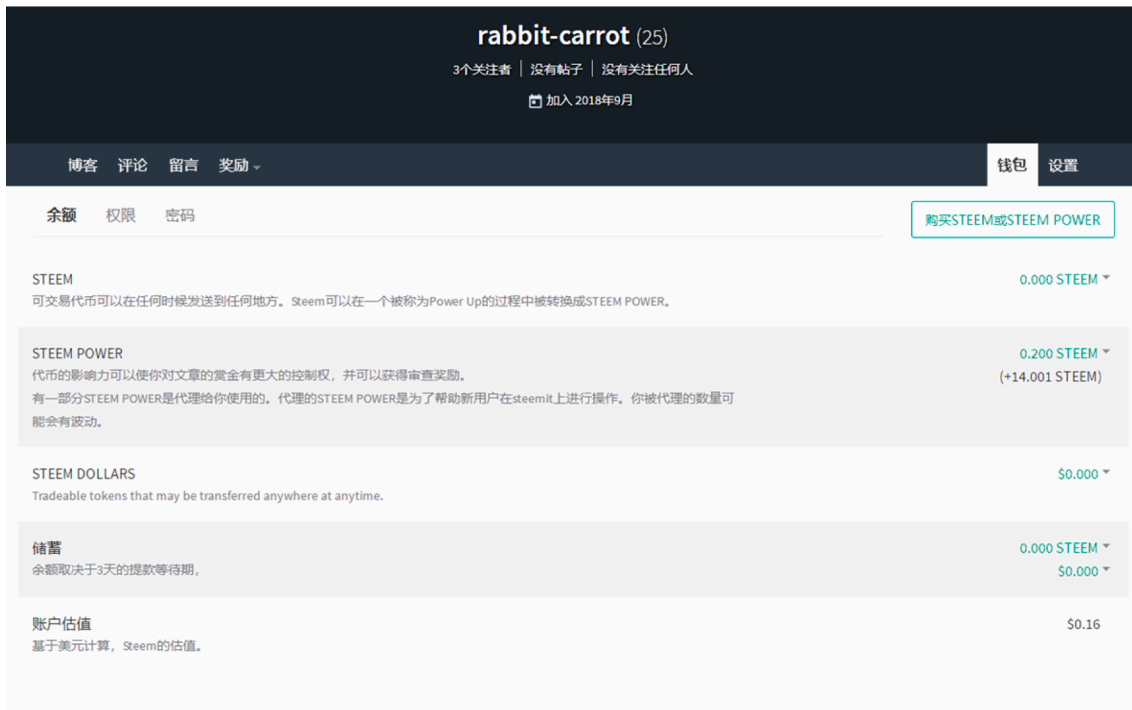 rabbit-carrot (25)
3个关注者 | 没有帖子 | 没有关注任何人
加入 2018年9月
博客 评论 留言 奖励 钱包 设置
余额 权限 密码 购买STEEM或STEEM POWER
STEEM 0.000 STEEM
可交易代币可以在任何时候发送到任何地方。Steem可以在一个被称为Power Up的过程中被转换成STEEM POWER。
STEEM POWER 0.200 STEEM
代币的影响力可以使你对文章的赏金有更大的控制权，并可以获得审查奖励。 (+14.001 STEEM)
有一部分STEEM POWER是代理给你使用的。代理的STEEM POWER是为了帮助新用户在steemit上进行操作。你被代理的数量可
能会有波动。
STEEM DOLLARS $0.000
Tradeable tokens that may be transferred anywhere at anytime.
储蓄 0.000 STEEM
余额取决于3天的提款等待期， $0.000
账户估值 $0.16
基于美元计算，Steem的估值。